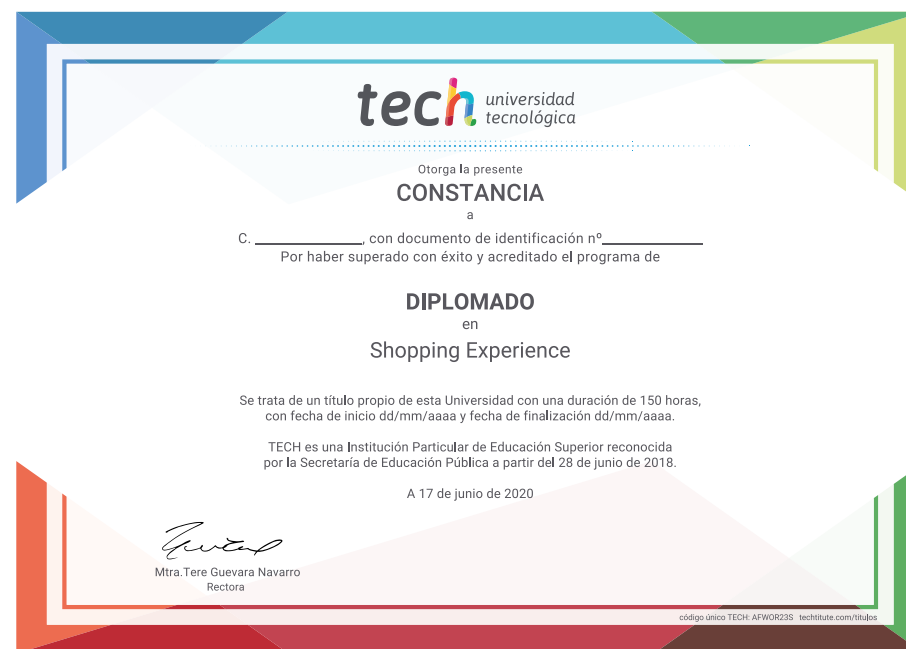 tech universidad
tecnológica
Otorga la presente
CONSTANCIA
a
C. ______________, con documento de identificación nº_____________
Por haber superado con éxito y acreditado el programa de
DIPLOMADO
en
Shopping Experience
Se trata de un título propio de esta Universidad con una duración de 150 horas,
con fecha de inicio dd/mm/aaaa y fecha de finalización dd/mm/aaaa.
TECH es una Institución Particular de Educación Superior reconocida
por la Secretaría de Educación Pública a partir del 28 de junio de 2018.
A 17 de junio de 2020
Mtra.Tere Guevara Navarro
Rectora
código único TECH: AFWOR23S techtitute.com/titulos